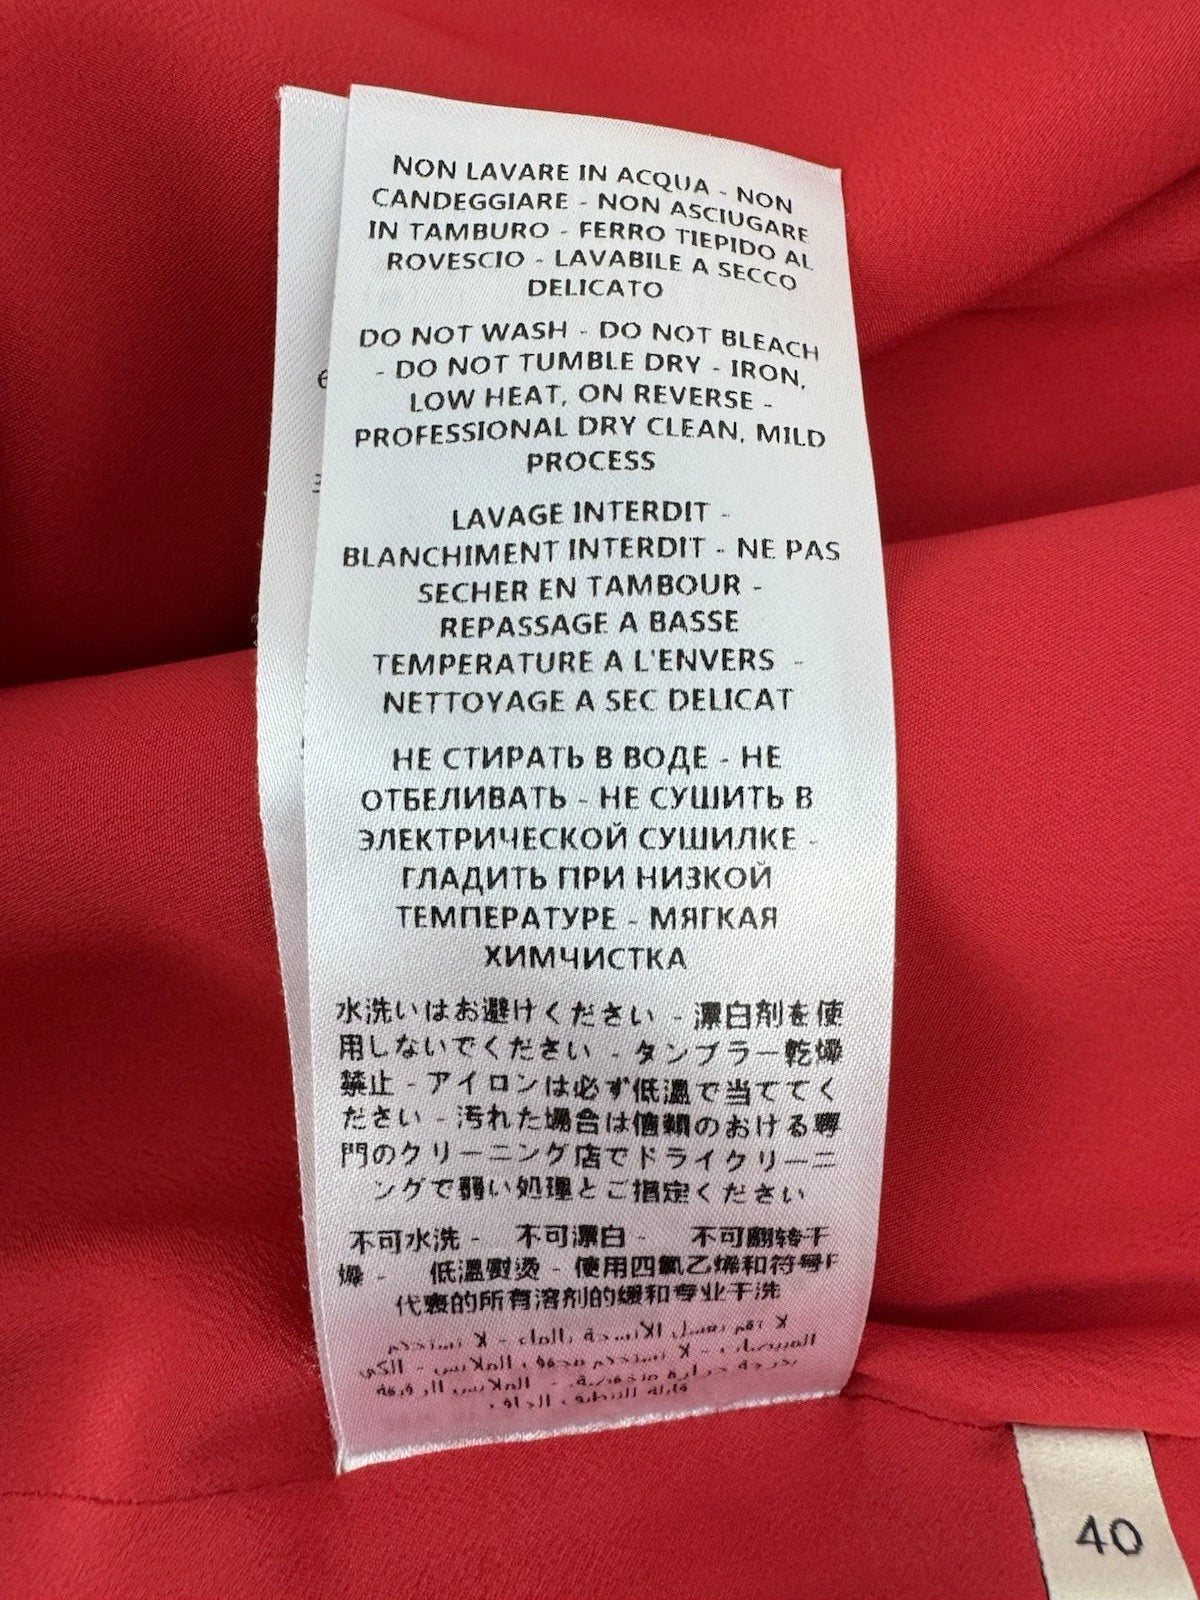 NON LAVARE IN ACQUA - NON
CANDEGGIARE - NON ASCIUGARE
IN TAMBURO - FERRO TIEPIDO AL
ROVESCIO - LAVABILE A SECCO
DELICATO
DO NOT WASH - DO NOT BLEACH
- DO NOT TUMBLE DRY - IRON,
LOW HEAT, ON REVERSE -
PROFESSIONAL DRY CLEAN, MILD
PROCESS
LAVAGE INTERDIT -
BLANCHIMENT INTERDIT - NE PAS
SECHER EN TAMBOUR -
REPASSAGE A BASSE
TEMPERATURE A L'ENVERS -
NETTOYAGE A SEC DELICAT
НЕ СТИРАТЬ В ВОДЕ - НЕ
ОТБЕЛИВАТЬ - НЕ СУШИТЬ В
ЭЛЕКТРИЧЕСКОЙ СУШИЛКЕ -
ГЛАДИТЬ ПРИ НИЗКОЙ
ТЕМПЕРАТУРЕ - МЯГКАЯ
ХИМЧИСТКА
水洗いはお避けください - 漂白剤を使
用しないでください - タンブラー乾燥
禁止 - アイロンは必ず低温で当ててく
ださい - 汚れた場合は信頼のおける専
門のクリーニング店でドライクリーニ
ングで弱い処理とご指定ください
不可水洗 - 不可漂白 - 不可翻转干
燥 - 低温熨烫 - 使用四氯乙烯和符号F
代表的所有溶剂的缓和专业干洗
40